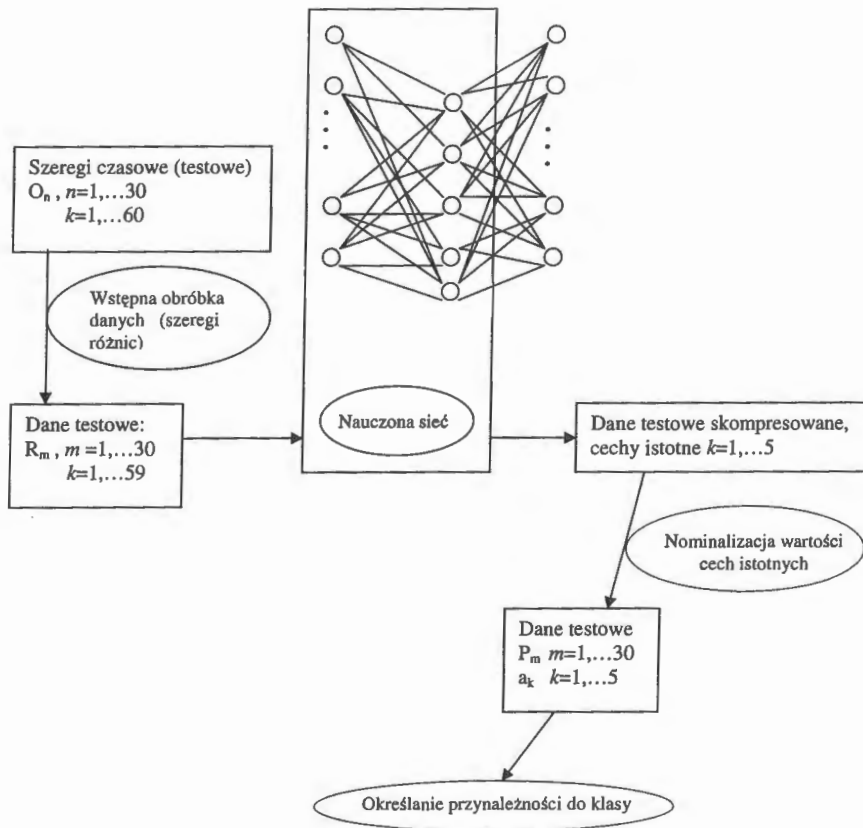 Szeregi czasowe (testowe)
Oₙ , n=1,...30
k=1,...60
Wstępna obróbka
danych (szeregi
różnic)
Dane testowe:
Rₘ , m =1,...30
k=1,...59
Nauczona sieć
Dane testowe skompresowane,
cechy istotne k=1,...5
Nominalizacja wartości
cech istotnych
Dane testowe
Pₘ m=1,...30
aₖ k=1,...5
Określanie przynależności do klasy